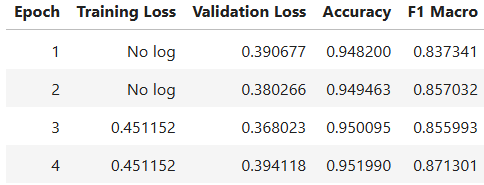 Epoch Training Loss Validation Loss Accuracy F1 Macro
1 No log 0.390677 0.948200 0.837341
2 No log 0.380266 0.949463 0.857032
3 0.451152 0.368023 0.950095 0.855993
4 0.451152 0.394118 0.951990 0.871301